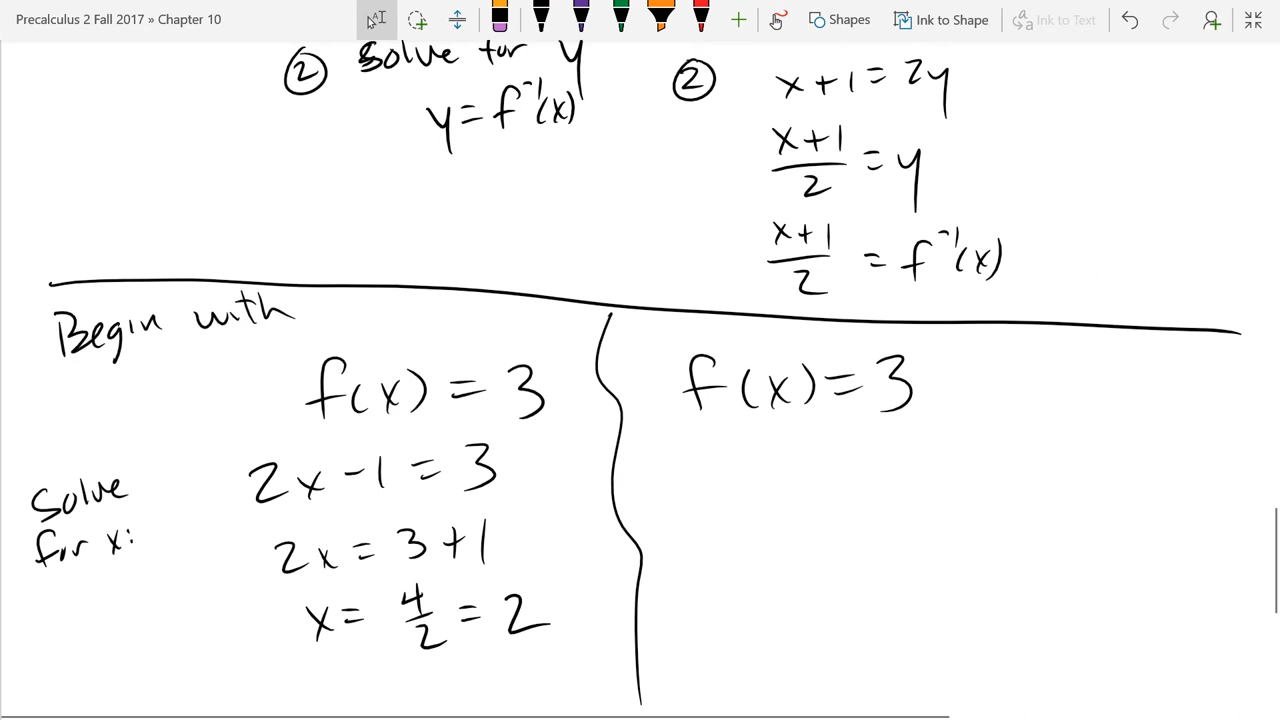 Precalculus 2 Fall 2017 » Chapter 10
Shapes
Ink to Shape
Ink to Text
② Solve for y
y = f⁻¹(x)
② x + 1 = 2y
x+1/2 = y
x+1/2 = f⁻¹(x)
Begin with
f(x) = 3
Solve for x:
2x - 1 = 3
2x = 3 + 1
x = 4/2 = 2
f(x) = 3